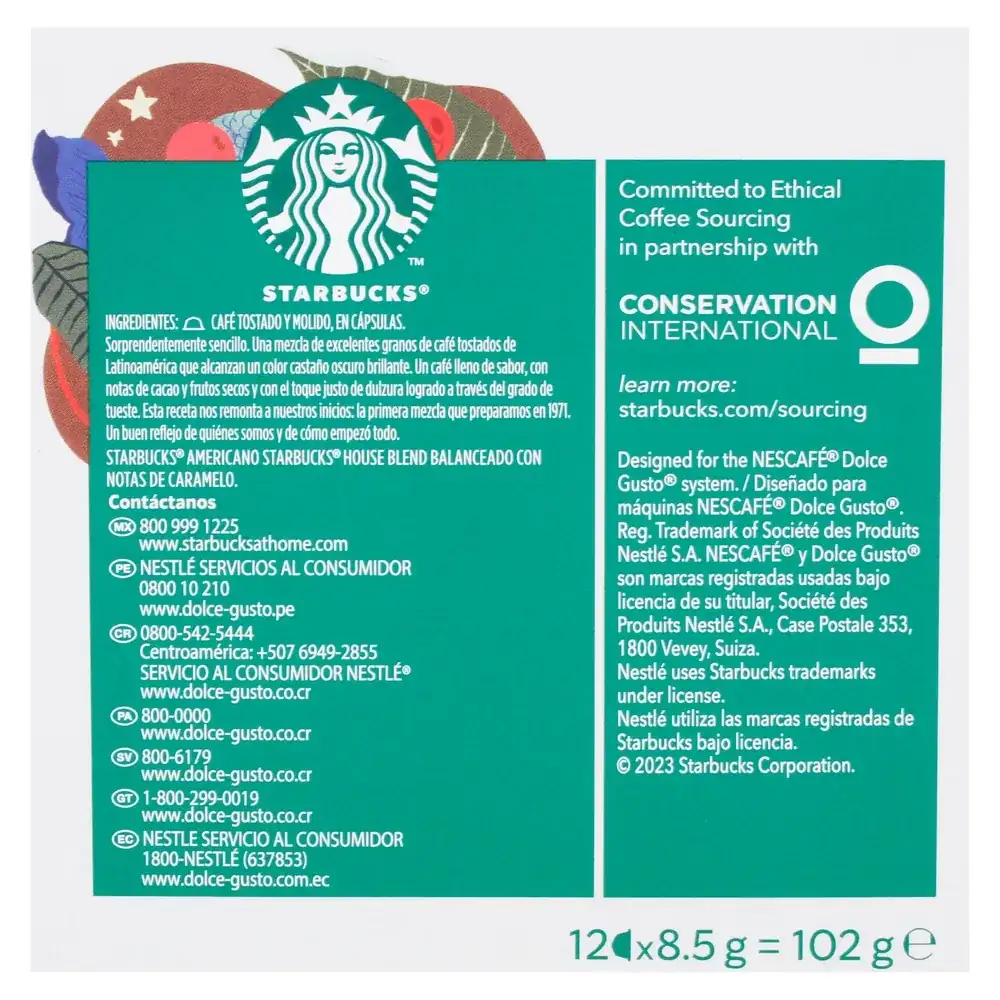 STARBUCKS®
TM
INGREDIENTES: CAFÉ TOSTADO Y MOLIDO, EN CÁPSULAS.
Sorprendentemente sencillo. Una mezcla de excelentes granos de café tostados de
Latinoamérica que alcanzan un color castaño oscuro brillante. Un café lleno de sabor, con
notas de cacao y frutos secos y con el toque justo de dulzura logrado a través del grado de
tueste. Esta receta nos remonta a nuestros inicios: la primera mezcla que preparamos en 1971.
Un buen reflejo de quiénes somos y de cómo empezó todo.
STARBUCKS® AMERICANO STARBUCKS® HOUSE BLEND BALANCEADO CON
NOTAS DE CARAMELO.
Contáctanos
MX 800 999 1225
www.starbucksathome.com
PE NESTLÉ SERVICIOS AL CONSUMIDOR
0800 10 210
www.dolce-gusto.pe
CR 0800-542-5444
Centroamérica: +507 6949-2855
SERVICIO AL CONSUMIDOR NESTLÉ®
www.dolce-gusto.co.cr
PA 800-0000
www.dolce-gusto.co.cr
SV 800-6179
www.dolce-gusto.co.cr
GT 1-800-299-0019
www.dolce-gusto.co.cr
EC NESTLE SERVICIO AL CONSUMIDOR
1800-NESTLÉ (637853)
www.dolce-gusto.com.ec
Committed to Ethical
Coffee Sourcing
in partnership with
CONSERVATION
INTERNATIONAL
learn more:
starbucks.com/sourcing
Designed for the NESCAFÉ® Dolce
Gusto® system. / Diseñado para
máquinas NESCAFÉ® Dolce Gusto®.
Reg. Trademark of Société des Produits
Nestlé S.A. NESCAFÉ® y Dolce Gusto®
son marcas registradas usadas bajo
licencia de su titular, Société des
Produits Nestlé S.A., Case Postale 353,
1800 Vevey, Suiza.
Nestlé uses Starbucks trademarks
under license.
Nestlé utiliza las marcas registradas de
Starbucks bajo licencia.
© 2023 Starbucks Corporation.
12 x 8.5 g = 102 g ℮